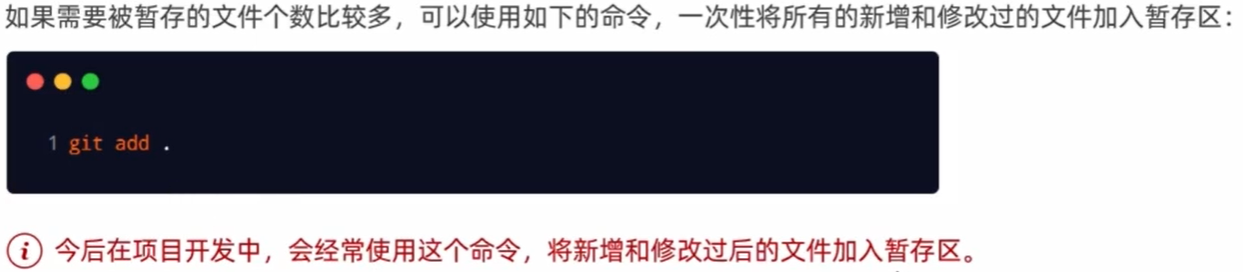 如果需要被暂存的文件个数比较多，可以使用如下的命令，一次性将所有的新增和修改过的文件加入暂存区：
1 git add .
i 今后在项目开发中，会经常使用这个命令，将新增和修改过后的文件加入暂存区。